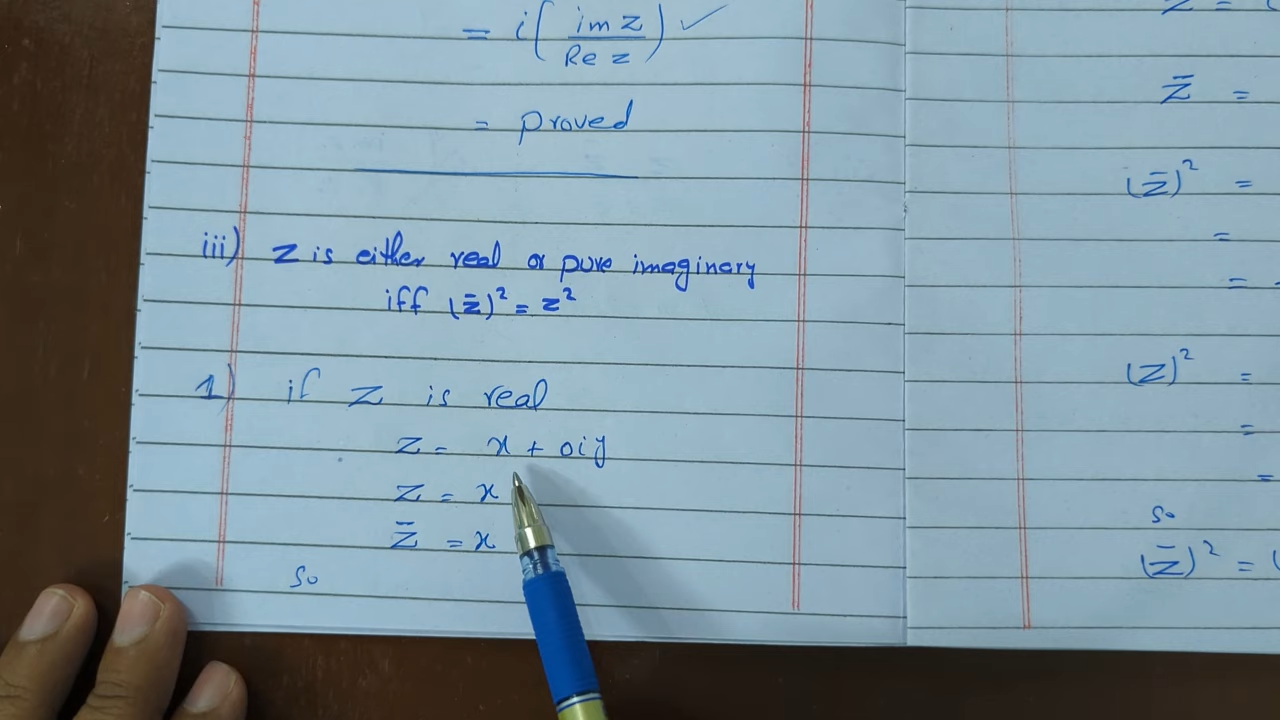 = i( im z / Re z ) ✓
= proved
iii) Z is either real or pure imaginary
iff (z̄)² = z²
1) if Z is real
Z = x + oiy
Z = x
Z̄ = x
So
Z̄ =
(Z̄)² =
=
=
(Z)² =
=
=
So
(Z̄)² = (